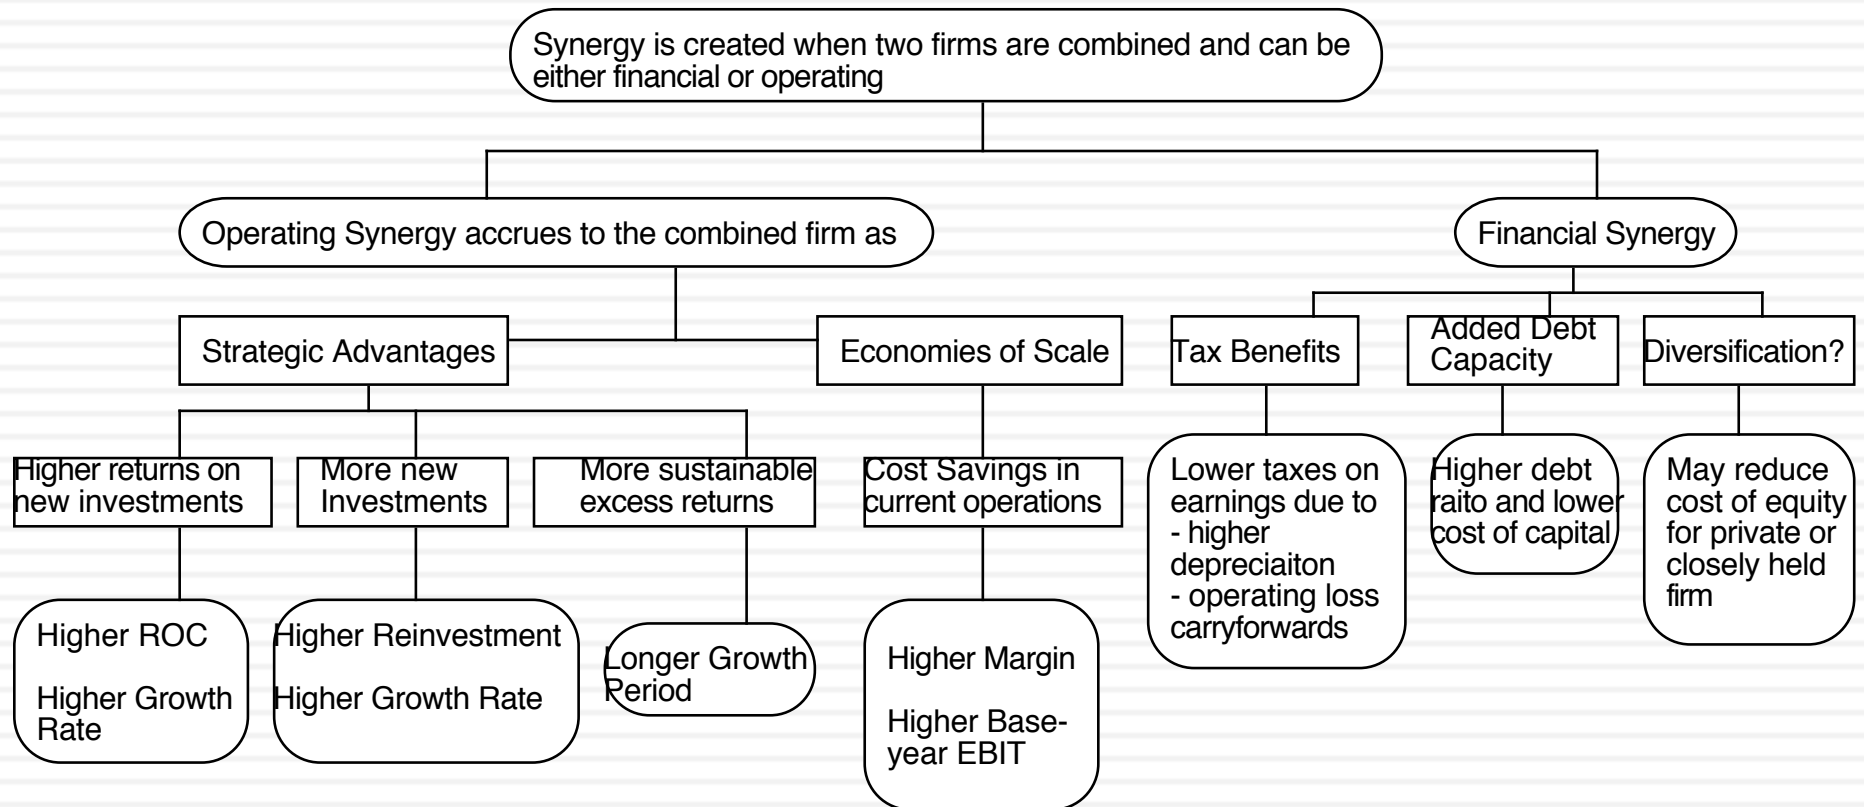 Synergy is created when two firms are combined and can be
either financial or operating
Operating Synergy accrues to the combined firm as
Financial Synergy
Strategic Advantages
Economies of Scale
Tax Benefits
Added Debt
Capacity
Diversification?
Higher returns on
new investments
More new
Investments
More sustainable
excess returns
Cost Savings in
current operations
Lower taxes on
earnings due to
- higher
depreciaiton
- operating loss
carryforwards
Higher debt
raito and lower
cost of capital
May reduce
cost of equity
for private or
closely held
firm
Higher ROC
Higher Growth
Rate
Higher Reinvestment
Higher Growth Rate
Longer Growth
Period
Higher Margin
Higher Base-
year EBIT